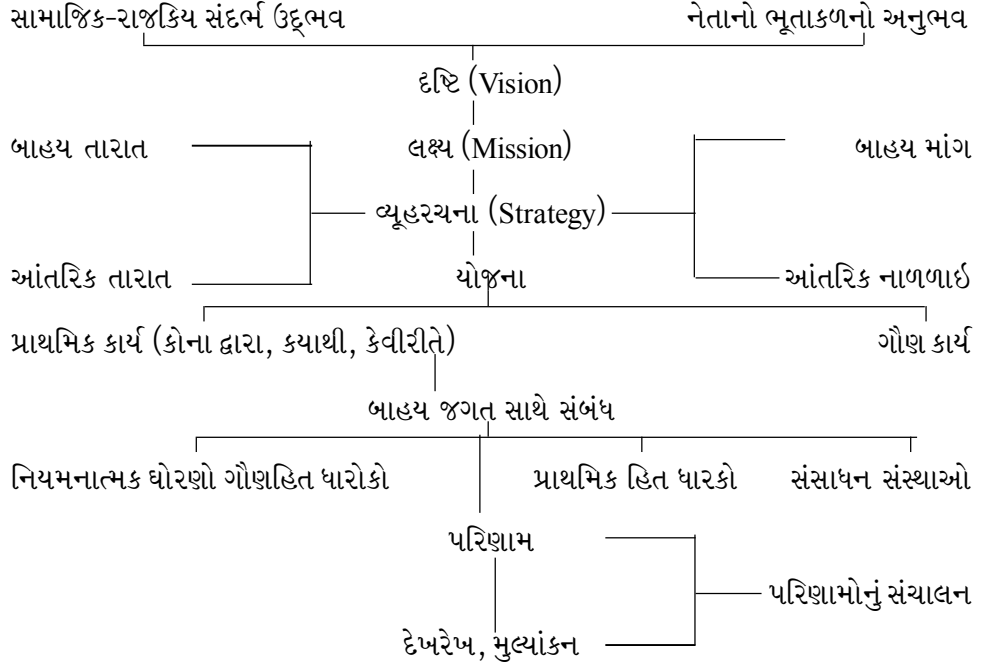 સામાજિક-રાજકિય સંદર્ભ ઉદ્ભવ નેતાનો ભૂતાકળનો અનુભવ
દૃષ્ટિ (Vision)
બાહય તારાત લક્ષ્ય (Mission) બાહય માંગ
વ્યૂહરચના (Strategy)
આંતરિક તારાત યોજના આંતરિક નાળળાઇ
પ્રાથમિક કાર્ય (કોના દ્વારા, કયાથી, કેવીરીતે) ગૌણ કાર્ય
બાહય જગત સાથે સંબંધ
નિયમનાત્મક ઘોરણો ગૌણહિત ધારોકો પ્રાથમિક હિત ધારકો સંસાધન સંસ્થાઓ
પરિણામ
પરિણામોનું સંચાલન
દેખરેખ, મુલ્યાંકન